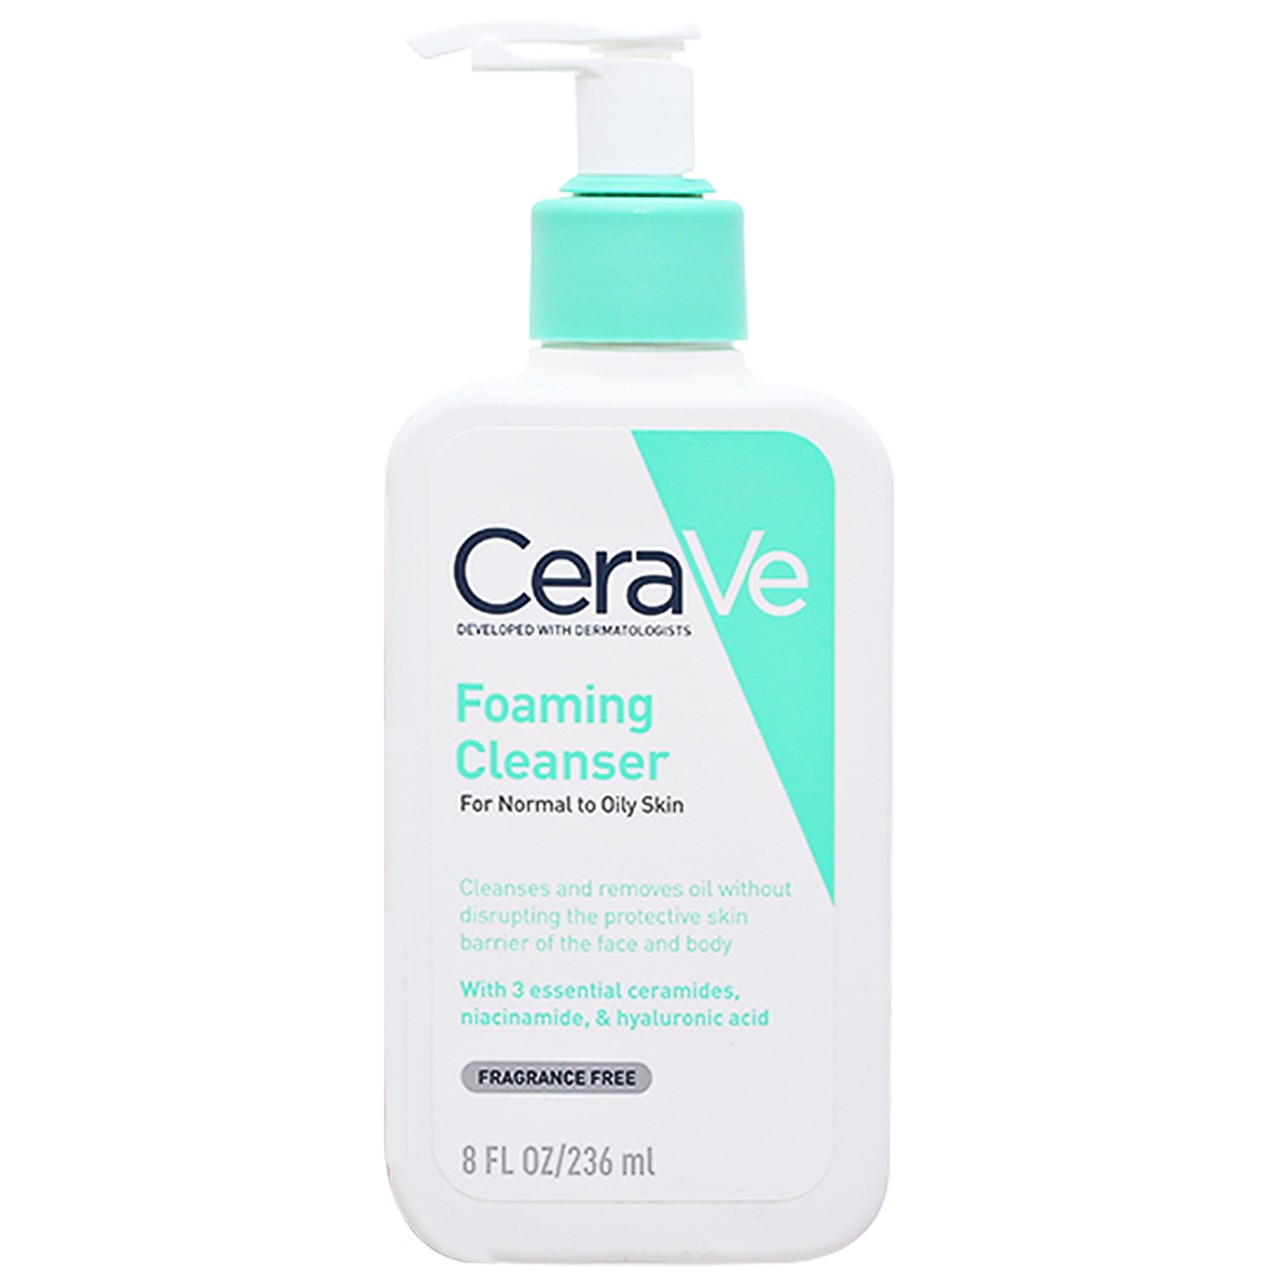 CeraVe
DEVELOPED WITH DERMATOLOGISTS
Foaming
Cleanser
For Normal to Oily Skin
Cleanses and removes oil without
disrupting the protective skin
barrier of the face and body
With 3 essential ceramides,
niacinamide, & hyaluronic acid
FRAGRANCE FREE
8 FL OZ/236 ml